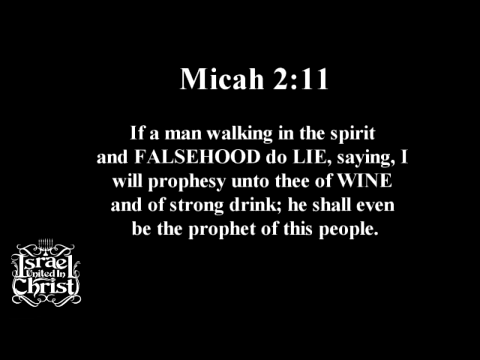 Micah 2:11
If a man walking in the spirit
and FALSEHOOD do LIE, saying, I
will prophesy unto thee of WINE
and of strong drink; he shall even
be the prophet of this people.
Israel
United In
Christ